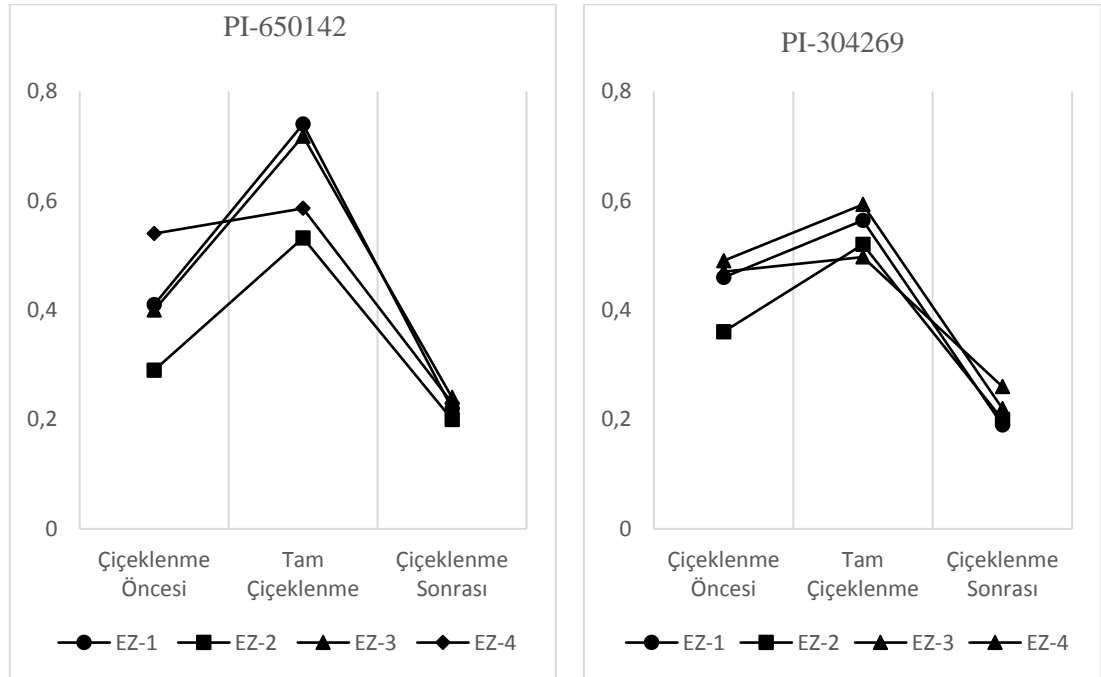 PI-650142
0,8
0,6
0,4
0,2
0
Çiçeklenme
Öncesi
Tam
Çiçeklenme
Çiçeklenme
Sonrası
EZ-1
EZ-2
EZ-3
EZ-4
PI-304269
0,8
0,6
0,4
0,2
0
Çiçeklenme
Öncesi
Tam
Çiçeklenme
Çiçeklenme
Sonrası
EZ-1
EZ-2
EZ-3
EZ-4